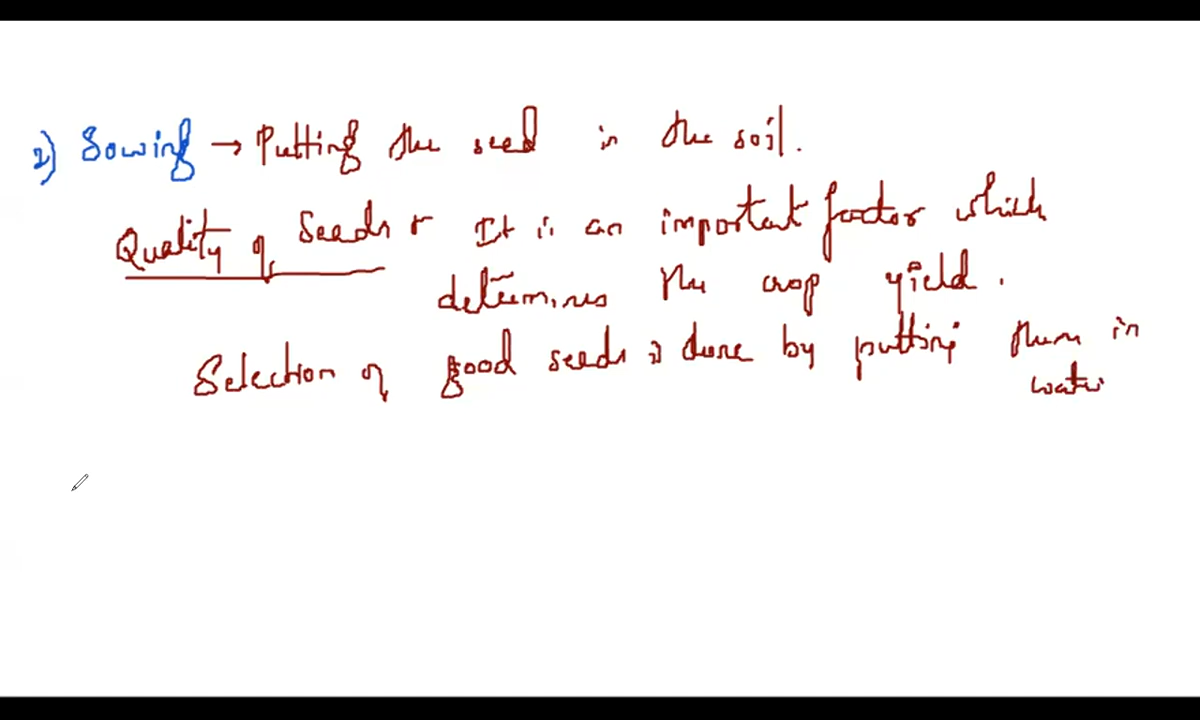 2) Sowing → Putting the seed in the soil.
Quality of Seeds r It is an important factor which
determines the crop yield.
Selection of good seeds is done by putting them in
water